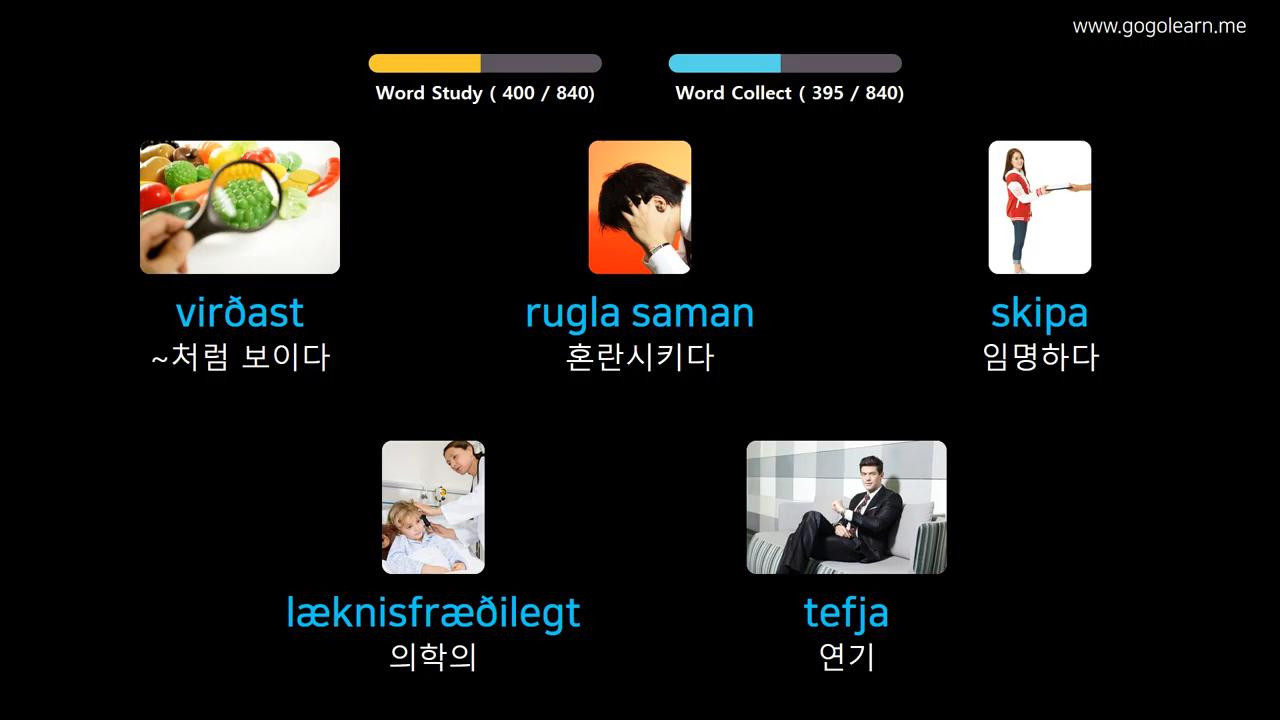 www.gogolearn.me
Word Study ( 400 / 840)
Word Collect ( 395 / 840)
virðast
~처럼 보이다
rugla saman
혼란시키다
skipa
임명하다
læknisfræðilegt
의학의
tefja
연기